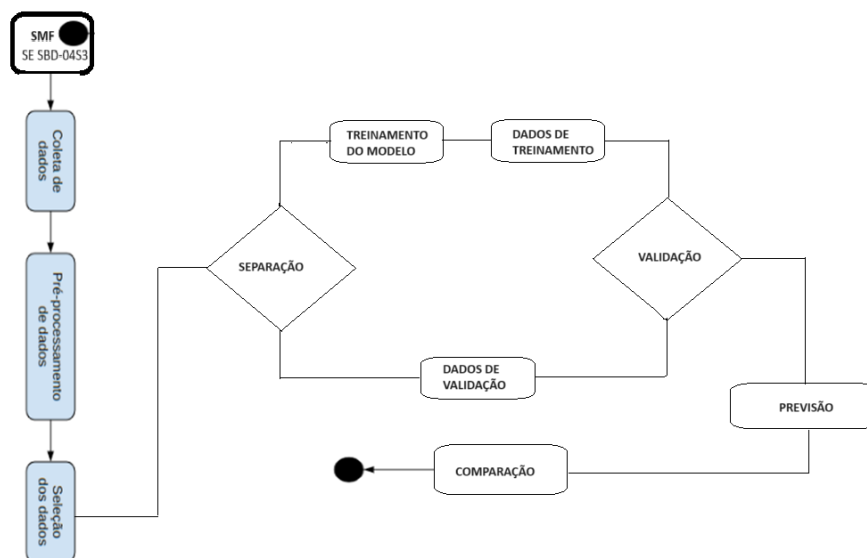 SMF
SE SBD-04S3
Coleta de
dados
Pré-processamento
de dados
Seleção
dos dados
SEPARAÇÃO
TREINAMENTO
DO MODELO
DADOS DE
TREINAMENTO
DADOS DE
VALIDAÇÃO
VALIDAÇÃO
PREVISÃO
COMPARAÇÃO